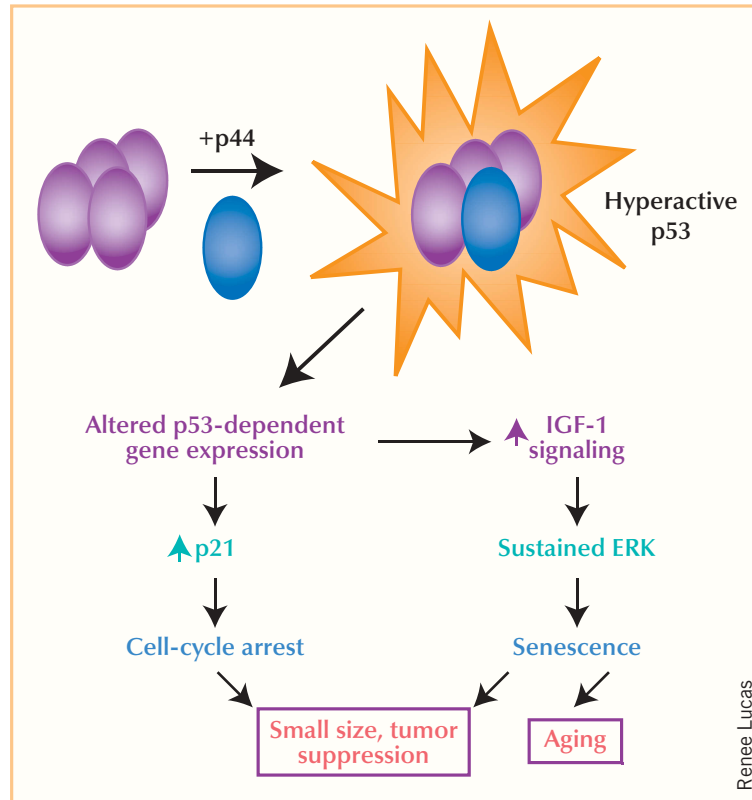 +p44
Hyperactive
p53
Altered p53-dependent
gene expression
IGF-1
signaling
p21
Sustained ERK
Cell-cycle arrest
Senescence
Small size, tumor
suppression
Aging
Renee Lucas